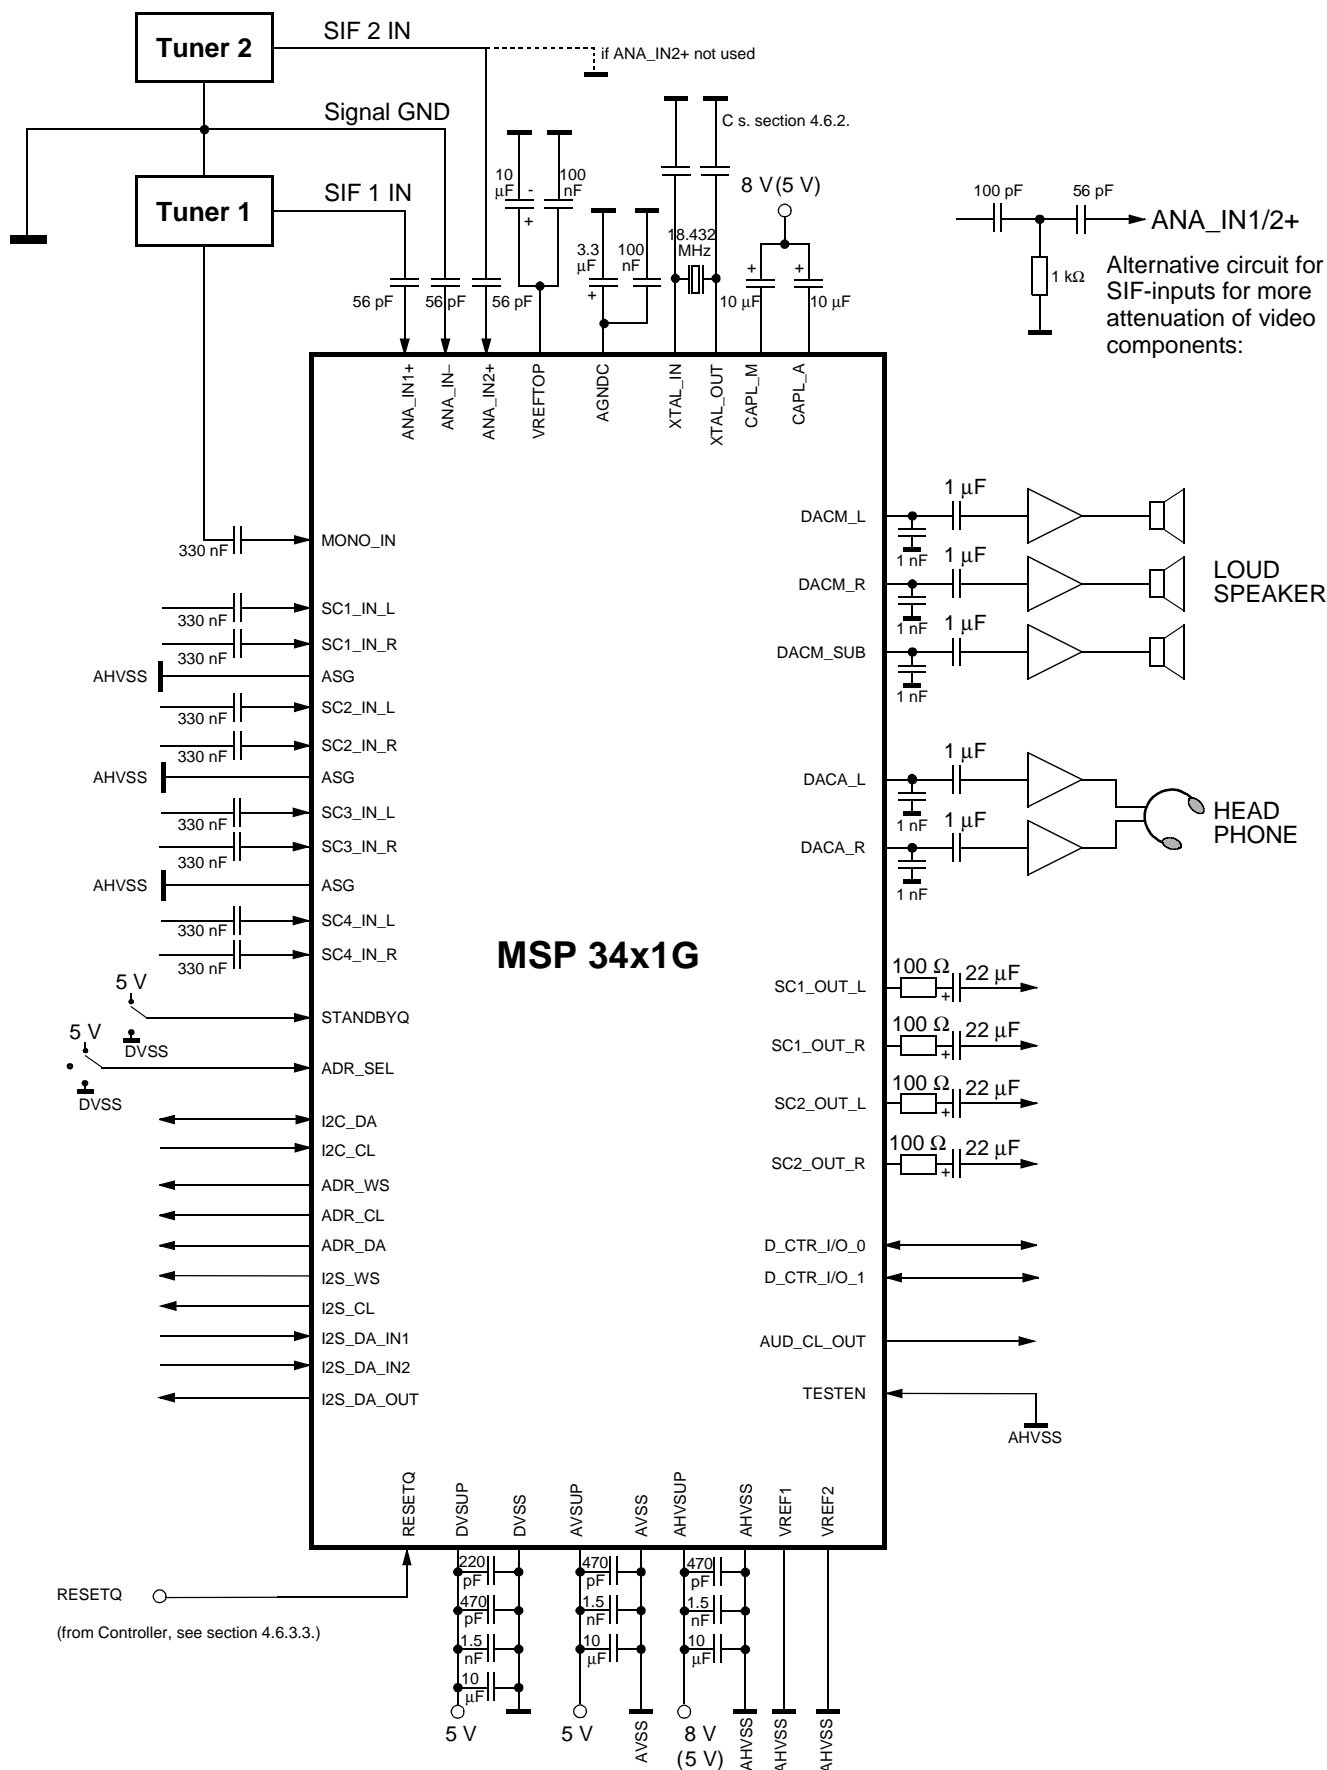 Tuner 2
SIF 2 IN
if ANA_IN2+ not used
Signal GND
Tuner 1
SIF 1 IN
10
µF
-
+
100
nF
C s. section 4.6.2.
8 V (5 V)
3.3
µF
+
100
nF
18.432
MHz
+
+
56 pF
56 pF
56 pF
10 µF
10 µF
100 pF
56 pF
ANA_IN1/2+
1 kΩ
Alternative circuit for
SIF-inputs for more
attenuation of video
components:
ANA_IN1+
ANA_IN−
ANA_IN2+
VREFTOP
AGNDC
XTAL_IN
XTAL_OUT
CAPL_M
CAPL_A
330 nF
MONO_IN
330 nF
SC1_IN_L
330 nF
SC1_IN_R
AHVSS
ASG
330 nF
SC2_IN_L
330 nF
SC2_IN_R
AHVSS
ASG
330 nF
SC3_IN_L
330 nF
SC3_IN_R
AHVSS
ASG
330 nF
SC4_IN_L
330 nF
SC4_IN_R
5 V
STANDBYQ
DVSS
5 V
ADR_SEL
DVSS
I2C_DA
I2C_CL
ADR_WS
ADR_CL
ADR_DA
I2S_WS
I2S_CL
I2S_DA_IN1
I2S_DA_IN2
I2S_DA_OUT
MSP 34x1G
DACM_L
1 µF
1 nF
DACM_R
1 µF
1 nF
DACM_SUB
1 µF
1 nF
LOUD
SPEAKER
DACA_L
1 µF
1 nF
DACA_R
1 µF
1 nF
HEAD
PHONE
SC1_OUT_L
100 Ω
+
22 µF
SC1_OUT_R
100 Ω
+
22 µF
SC2_OUT_L
100 Ω
+
22 µF
SC2_OUT_R
100 Ω
+
22 µF
D_CTR_I/O_0
D_CTR_I/O_1
AUD_CL_OUT
TESTEN
AHVSS
RESETQ
DVSUP
DVSS
AVSUP
AVSS
AHVSUP
AHVSS
VREF1
VREF2
RESETQ
(from Controller, see section 4.6.3.3.)
220
pF
470
pF
1.5
nF
10
µF
5 V
470
pF
1.5
nF
10
µF
5 V
AVSS
470
pF
1.5
nF
10
µF
8 V
(5 V)
AHVSS
AHVSS
AHVSS